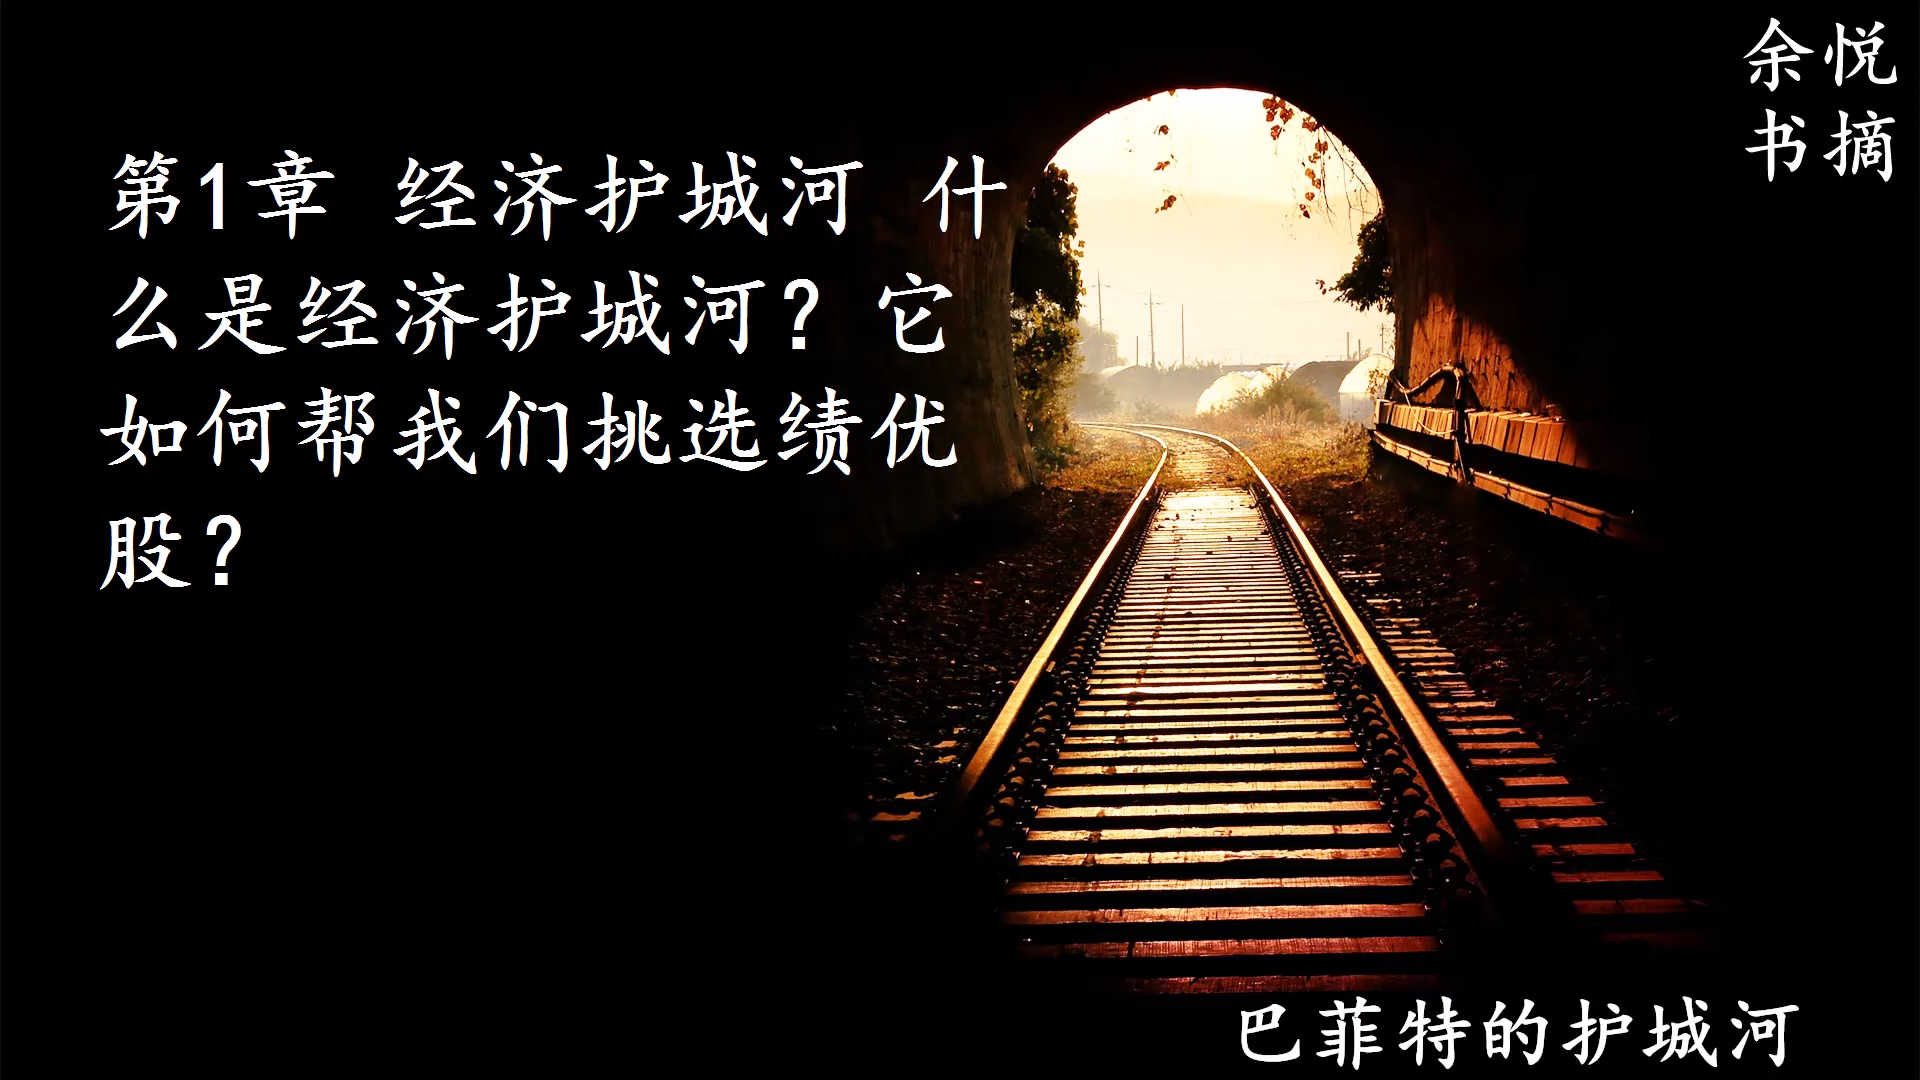 余悦
书摘
第1章 经济护城河 什
么是经济护城河？它
如何帮我们挑选绩优
股？
巴菲特的护城河